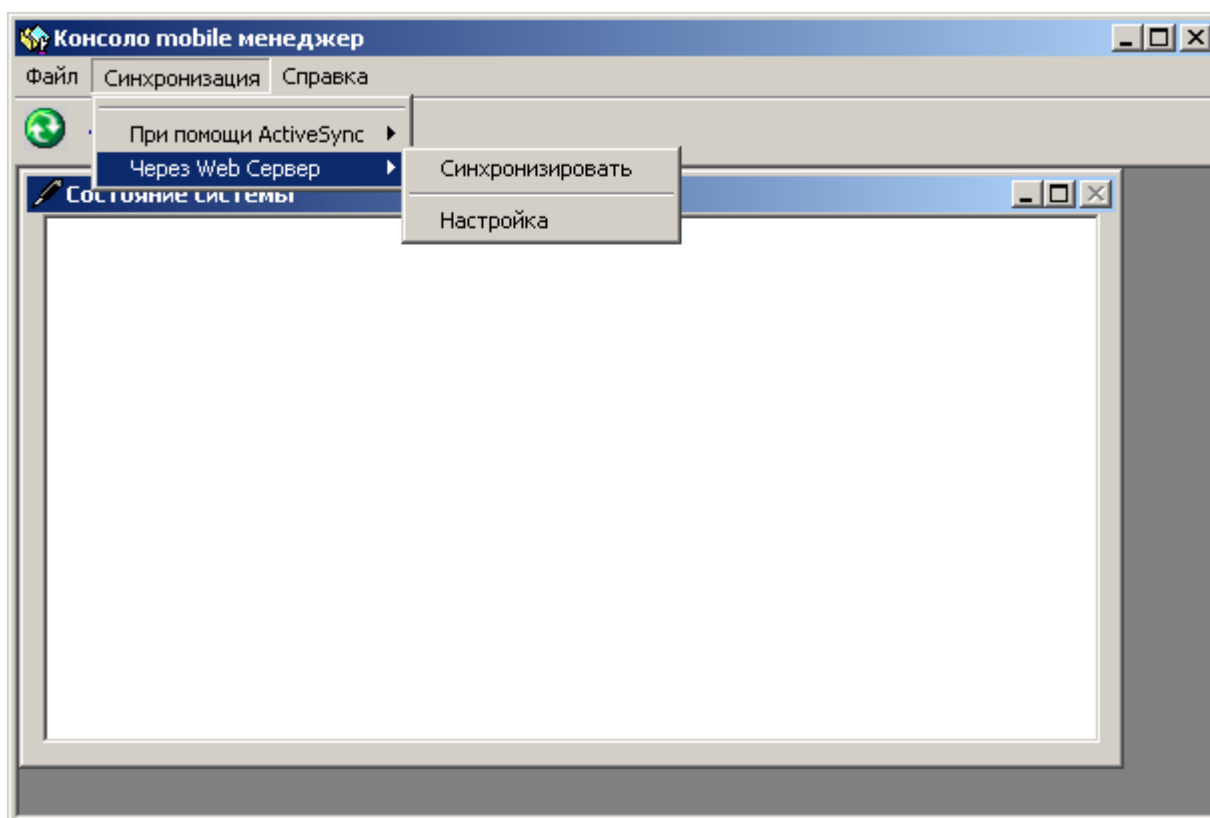 Консоло mobile менеджер
Файл Синхронизация Справка
При помощи ActiveSync
Через Web Сервер
Синхронизировать
Настройка
Состояние системы